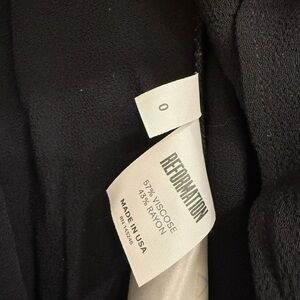 0
REFORMATION
57% VISCOSE
43% RAYON
MADE IN USA